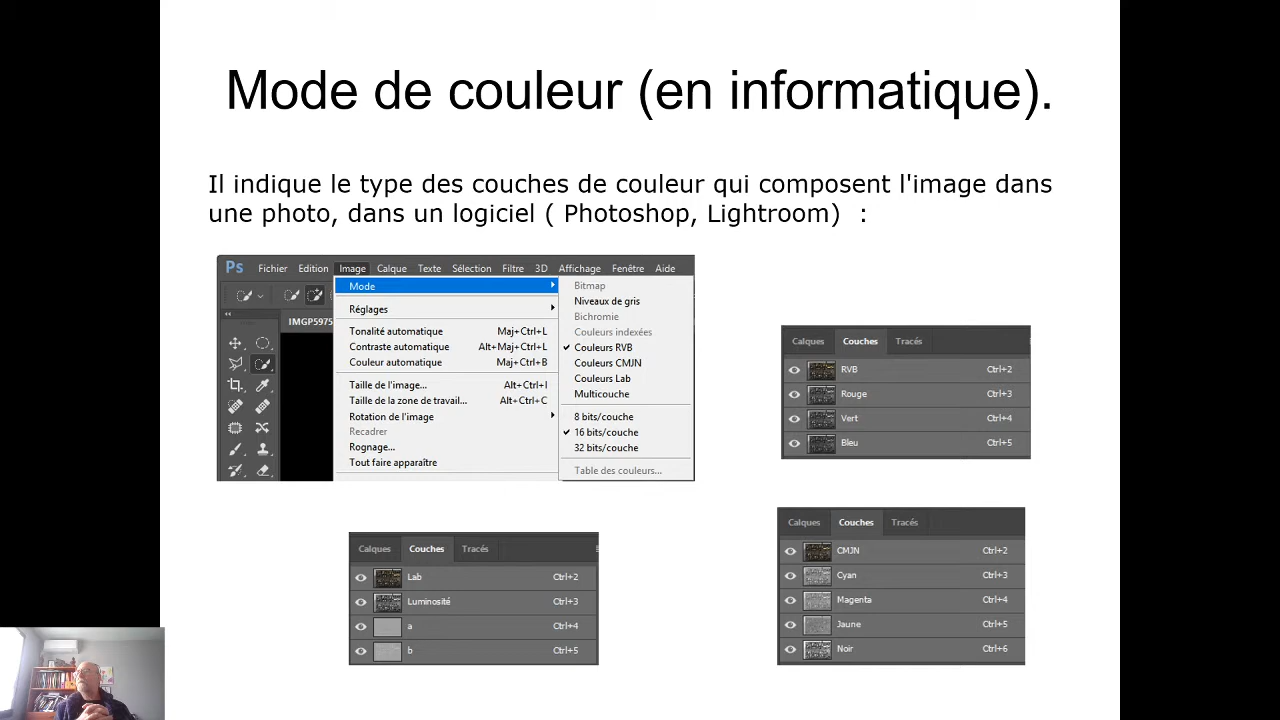 Mode de couleur (en informatique).
Il indique le type des couches de couleur qui composent l'image dans
une photo, dans un logiciel ( Photoshop, Lightroom)  :
Ps Fichier Edition Image Calque Texte Sélection Filtre 3D Affichage Fenêtre Aide
IMGP5975
Mode
Réglages
Tonalité automatique Maj+Ctrl+L
Contraste automatique Alt+Maj+Ctrl+L
Couleur automatique Maj+Ctrl+B
Taille de l'image... Alt+Ctrl+I
Taille de la zone de travail... Alt+Ctrl+C
Rotation de l'image
Recadrer
Rognage...
Tout faire apparaître
Bitmap
Niveaux de gris
Bichromie
Couleurs indexées
Couleurs RVB
Couleurs CMJN
Couleurs Lab
Multicouche
8 bits/couche
16 bits/couche
32 bits/couche
Table des couleurs...
Calques Couches Tracés
RVB Ctrl+2
Rouge Ctrl+3
Vert Ctrl+4
Bleu Ctrl+5
Calques Couches Tracés
Lab Ctrl+2
Luminosité Ctrl+3
a Ctrl+4
b Ctrl+5
Calques Couches Tracés
CMJN Ctrl+2
Cyan Ctrl+3
Magenta Ctrl+4
Jaune Ctrl+5
Noir Ctrl+6